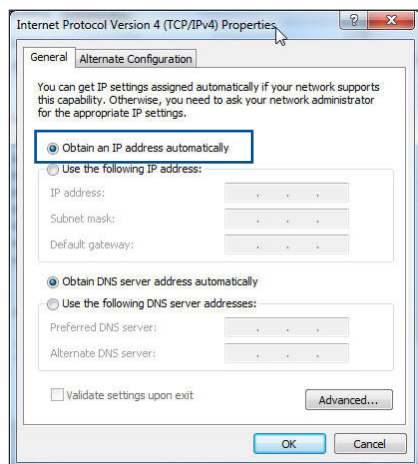 Internet Protocol Version 4 (TCP/IPv4) Properties
General
Alternate Configuration
You can get IP settings assigned automatically if your network supports
this capability. Otherwise, you need to ask your network administrator
for the appropriate IP settings.
Obtain an IP address automatically
Use the following IP address:
IP address:
Subnet mask:
Default gateway:
Obtain DNS server address automatically
Use the following DNS server addresses:
Preferred DNS server:
Alternate DNS server:
Validate settings upon exit
Advanced...
OK
Cancel